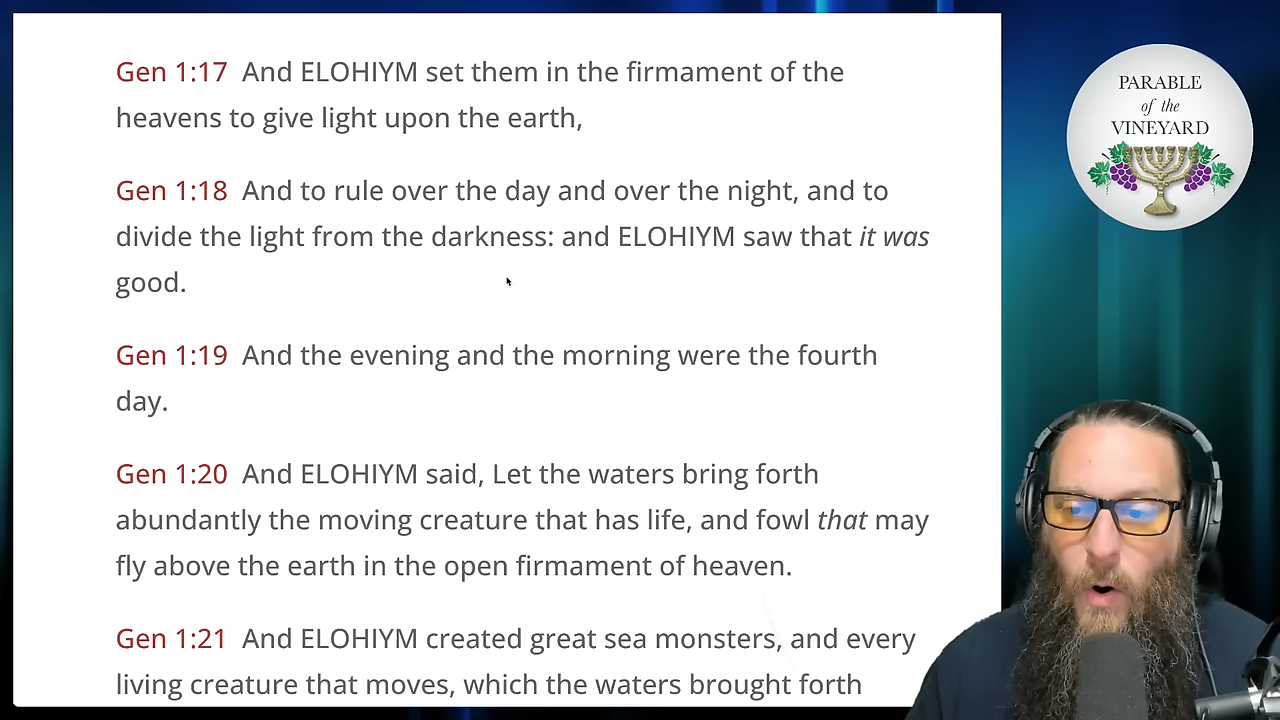 Gen 1:17 And ELOHIYM set them in the firmament of the
heavens to give light upon the earth,
Gen 1:18 And to rule over the day and over the night, and to
divide the light from the darkness: and ELOHIYM saw that it was
good.
Gen 1:19 And the evening and the morning were the fourth
day.
Gen 1:20 And ELOHIYM said, Let the waters bring forth
abundantly the moving creature that has life, and fowl that may
fly above the earth in the open firmament of heaven.
Gen 1:21 And ELOHIYM created great sea monsters, and every
living creature that moves, which the waters brought forth
PARABLE
of the
VINEYARD